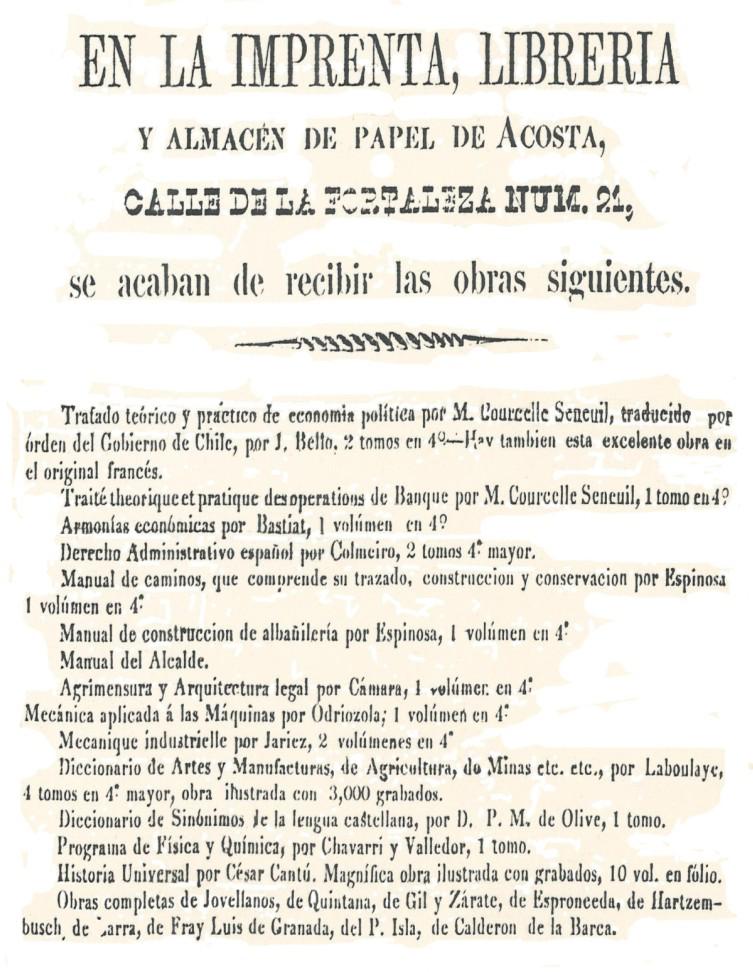 EN LA IMPRENTA, LIBRERIA
Y ALMACÉN DE PAPEL DE ACOSTA,
CALLE DE LA FORTALEZA NUM. 21,
se acaban de recibir las obras siguientes.
Tratado teórico y práctico de economia política por M. Courcelle Seneuil, traducido por
órden del Gobierno de Chile, por J. Bello, 2 tomos en 4º—Hay tambien esta excelente obra en
el original francés.
Traité theorique et pratique des operations de Banque por M. Courcelle Seneuil, 1 tomo en 4º
Armonías económicas por Bastiat, 1 volúmen en 4º
Derecho Administrativo español por Colmeiro, 2 tomos 4º mayor.
Manual de caminos, que comprende su trazado, construccion y conservacion por Espinosa
1 volúmen en 4º
Manual de construccion de albañilería por Espinosa, 1 volúmen en 4º
Manual del Alcalde.
Agrimensura y Arquitectura legal por Cámara, 1 volúmen en 4º
Mecánica aplicada á las Máquinas por Odriozola; 1 volúmen en 4º
Mecanique industrielle por Jariez, 2 volúmenes en 4º
Diccionario de Artes y Manufacturas, de Agricultura, de Minas etc. etc., por Laboulaye,
4 tomos en 4º mayor, obra ilustrada con 3,000 grabados.
Diccionario de Sinónimos de la lengua castellana, por D. P. M. de Olive, 1 tomo.
Programa de Física y Química, por Chavarri y Valledor, 1 tomo.
Historia Universal por César Cantú. Magnífica obra ilustrada con grabados, 10 vol. en fólio.
Obras completas de Jovellanos, de Quintana, de Gil y Zárate, de Espronceda, de Hartzem-
busch, de Larra, de Fray Luis de Granada, del P. Isla, de Calderon de la Barca.